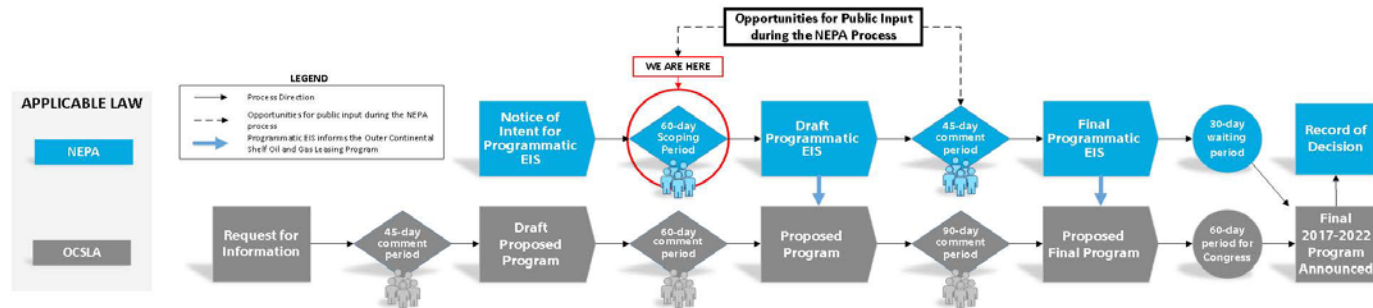 Opportunities for Public Input
during the NEPA Process
WE ARE HERE
LEGEND
Process Direction
Opportunities for public input during the NEPA
process
Programmatic EIS informs the Outer Continental
Shelf Oil and Gas Leasing Program
APPLICABLE LAW
NEPA
OCSLA
Notice of
Intent for
Programmatic
EIS
60-day
Scoping
Period
Draft
Programmatic
EIS
45-day
comment
period
Final
Programmatic
EIS
30-day
waiting
period
Record of
Decision
Request for
Information
45-day
comment
period
Draft
Proposed
Program
60-day
comment
period
Proposed
Program
90-day
comment
period
Proposed
Final Program
60-day
period for
Congress
Final
2017-2022
Program
Announced